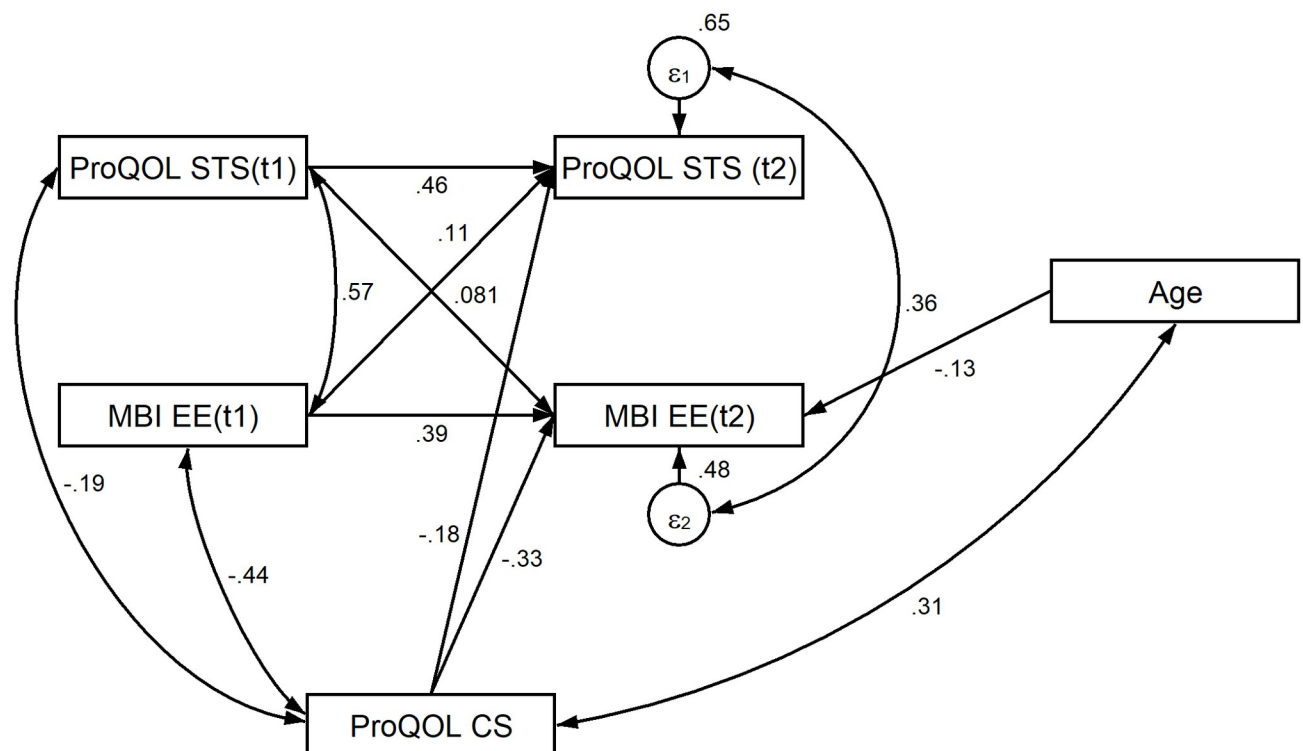 .65
ε1
ProQOL STS(t1)
ProQOL STS (t2)
.46
.11
.57
.081
.36
Age
-.13
MBI EE(t1)
MBI EE(t2)
.39
.48
-.19
ε2
-.18
-.33
-.44
.31
ProQOL CS